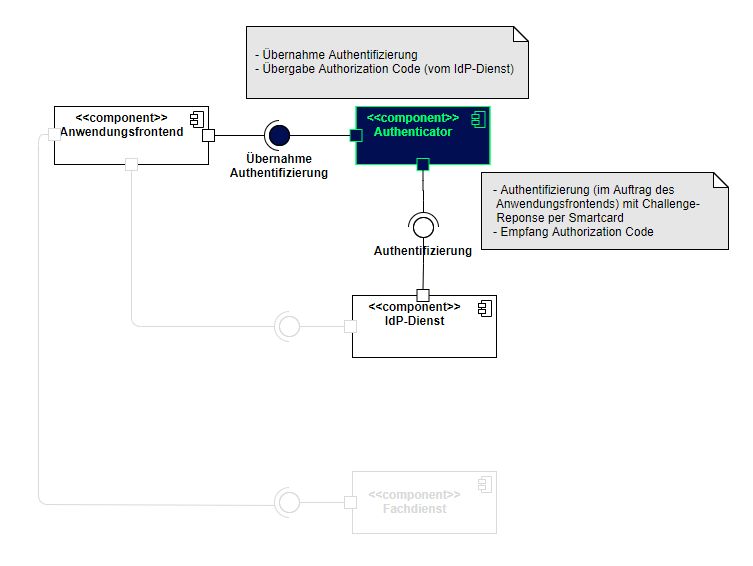 - Übernahme Authentifizierung
- Übergabe Authorization Code (vom IdP-Dienst)
<<component>>
Anwendungsfrontend
<<component>>
Authenticator
Übernahme
Authentifizierung
- Authentifizierung (im Auftrag des
Anwendungsfrontends) mit Challenge-
Reponse per Smartcard
- Empfang Authorization Code
Authentifizierung
<<component>>
IdP-Dienst
<<component>>
Fachdienst